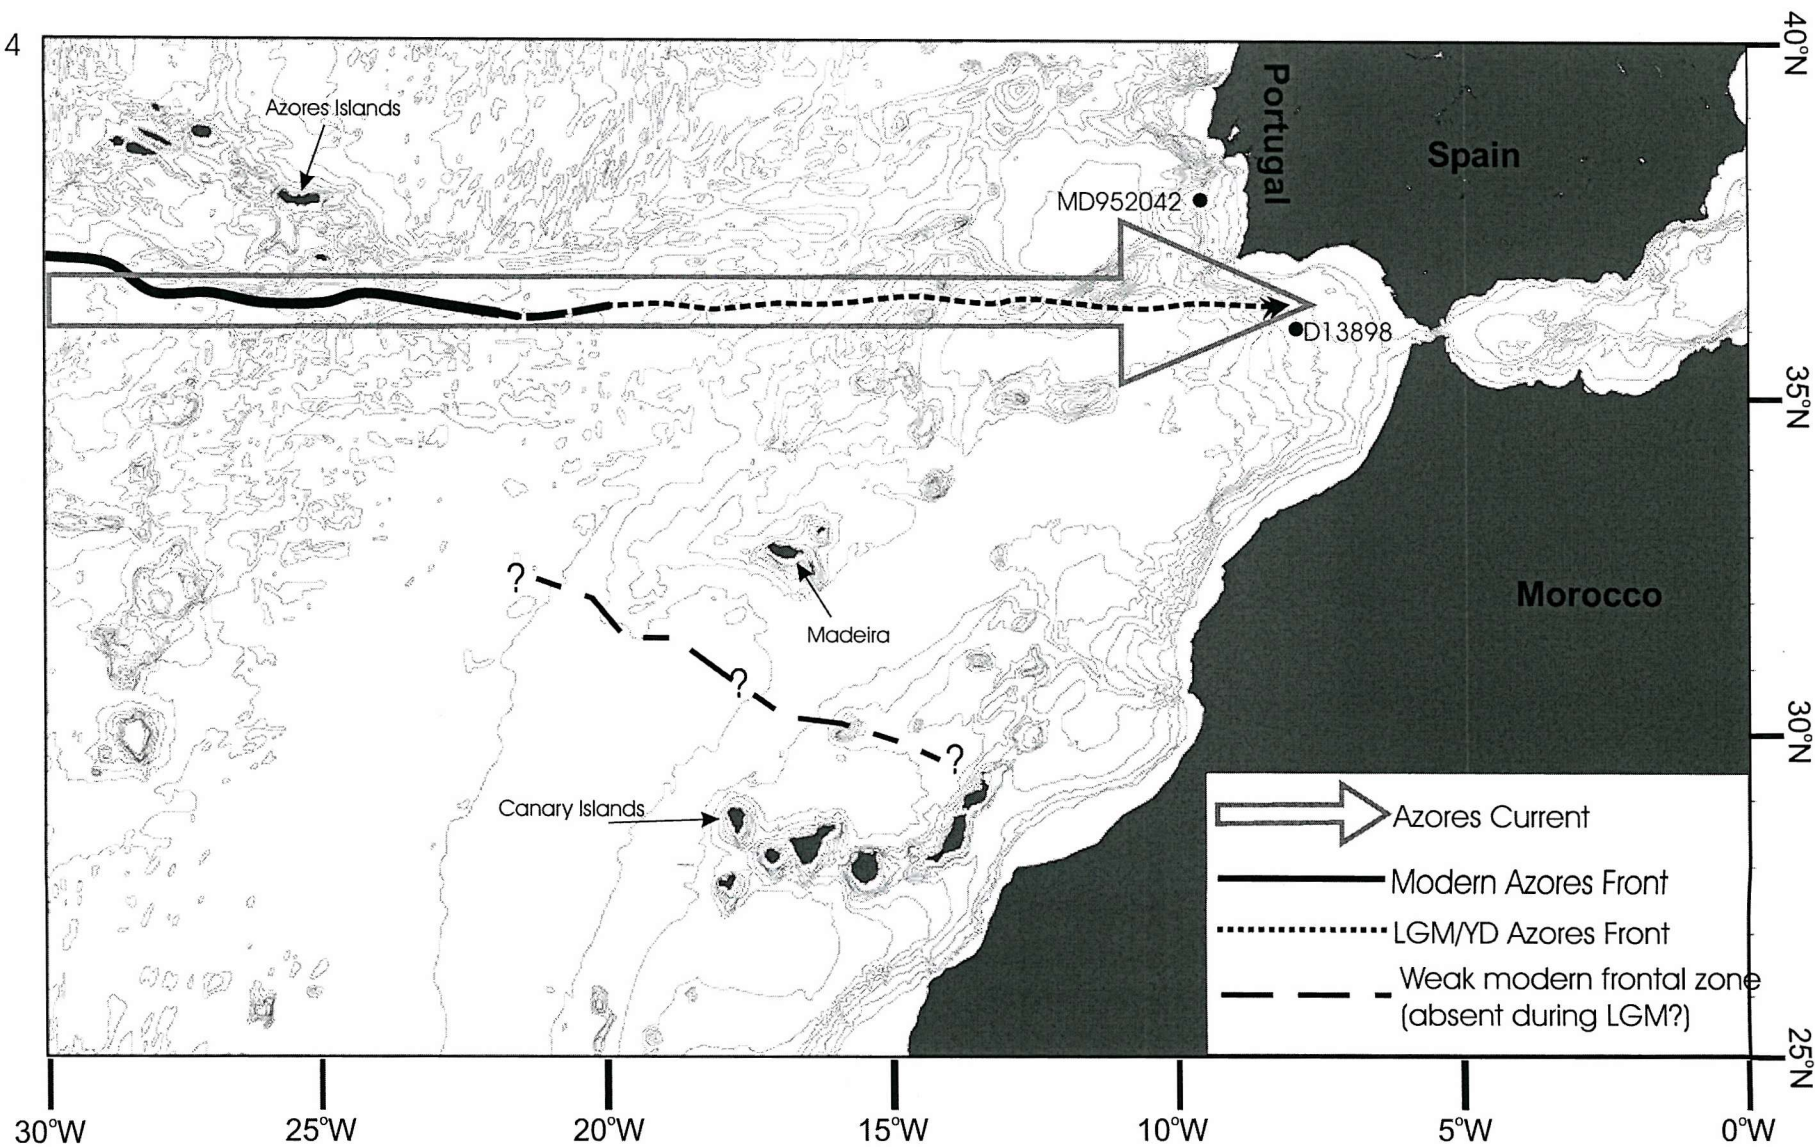 4
40°N
Azores Islands
Portugal
Spain
MD952042
D13898
35°N
?
Madeira
Morocco
?
30°N
?
Canary Islands
Azores Current
Modern Azores Front
LGM/YD Azores Front
Weak modern frontal zone
(absent during LGM?)
25°N
30°W 25°W 20°W 15°W 10°W 5°W 0°W